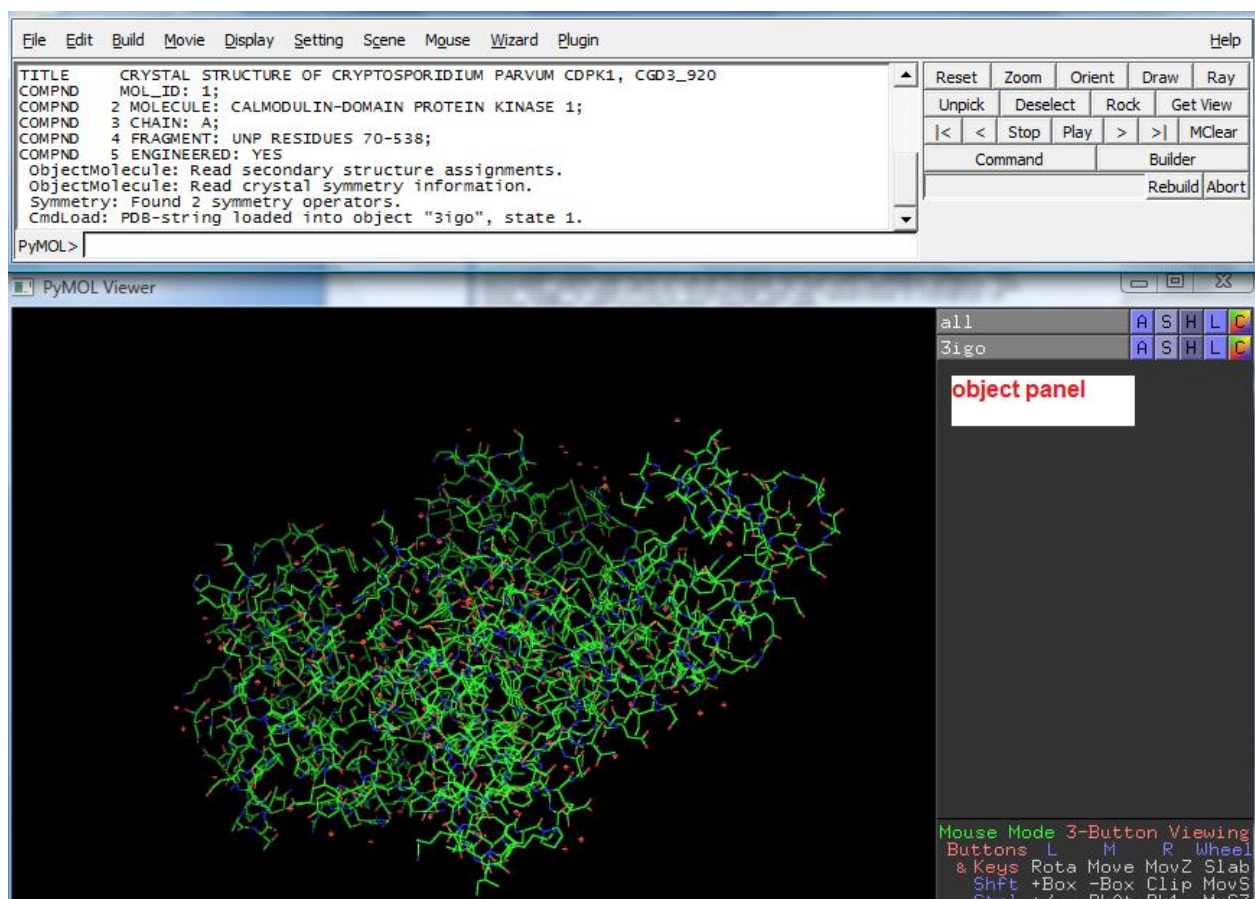 File Edit Build Movie Display Setting Scene Mouse Wizard Plugin Help
TITLE CRYSTAL STRUCTURE OF CRYPTOSPORIDIUM PARVUM CDPK1, CGD3_920
COMPND MOL_ID: 1;
COMPND 2 MOLECULE: CALMODULIN-DOMAIN PROTEIN KINASE 1;
COMPND 3 CHAIN: A;
COMPND 4 FRAGMENT: UNP RESIDUES 70-538;
COMPND 5 ENGINEERED: YES
ObjectMolecule: Read secondary structure assignments.
ObjectMolecule: Read crystal symmetry information.
Symmetry: Found 2 symmetry operators.
CmdLoad: PDB-string loaded into object "3igo", state 1.
PyMOL>
Reset Zoom Orient Draw Ray
Unpick Deselect Rock Get View
|< < Stop Play > >| MClear
Command Builder
Rebuild Abort
PyMOL Viewer
all A S H L C
3igo A S H L C
object panel
Mouse Mode 3-Button Viewing
Buttons L M R Wheel
& Keys Rota Move MovZ Slab
Shft +Box -Box Clip MovS